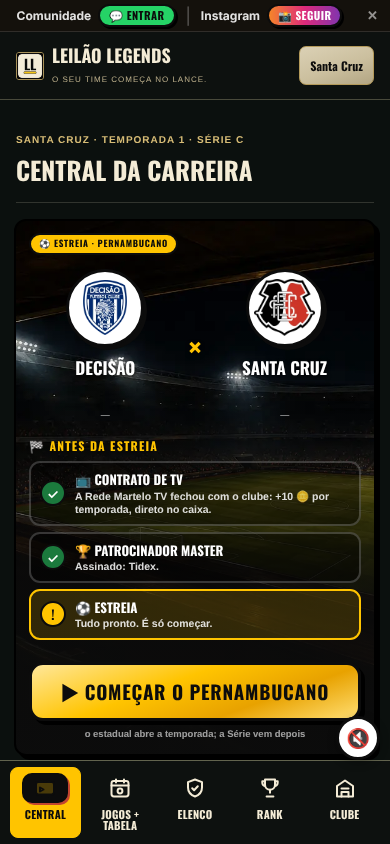 Comunidade 💬 ENTRAR Instagram 📸 SEGUIR ✕
LL LEILÃO LEGENDS
O SEU TIME COMEÇA NO LANCE.
Santa Cruz
SANTA CRUZ · TEMPORADA 1 · SÉRIE C
CENTRAL DA CARREIRA
⚽ ESTREIA · PERNAMBUCANO
DECISÃO
FUTEBOL CLUBE
DECISÃO × SANTA CRUZ
— —
🏁 ANTES DA ESTREIA
✓ 📺 CONTRATO DE TV
A Rede Martelo TV fechou com o clube: +10 🪙 por
temporada, direto no caixa.
✓ 🏆 PATROCINADOR MASTER
Assinado: Tidex.
! ⚽ ESTREIA
Tudo pronto. É só começar.
▶ COMEÇAR O PERNAMBUCANO
o estadual abre a temporada; a Série vem depois
CENTRAL
JOGOS +
TABELA
ELENCO
RANK
CLUBE